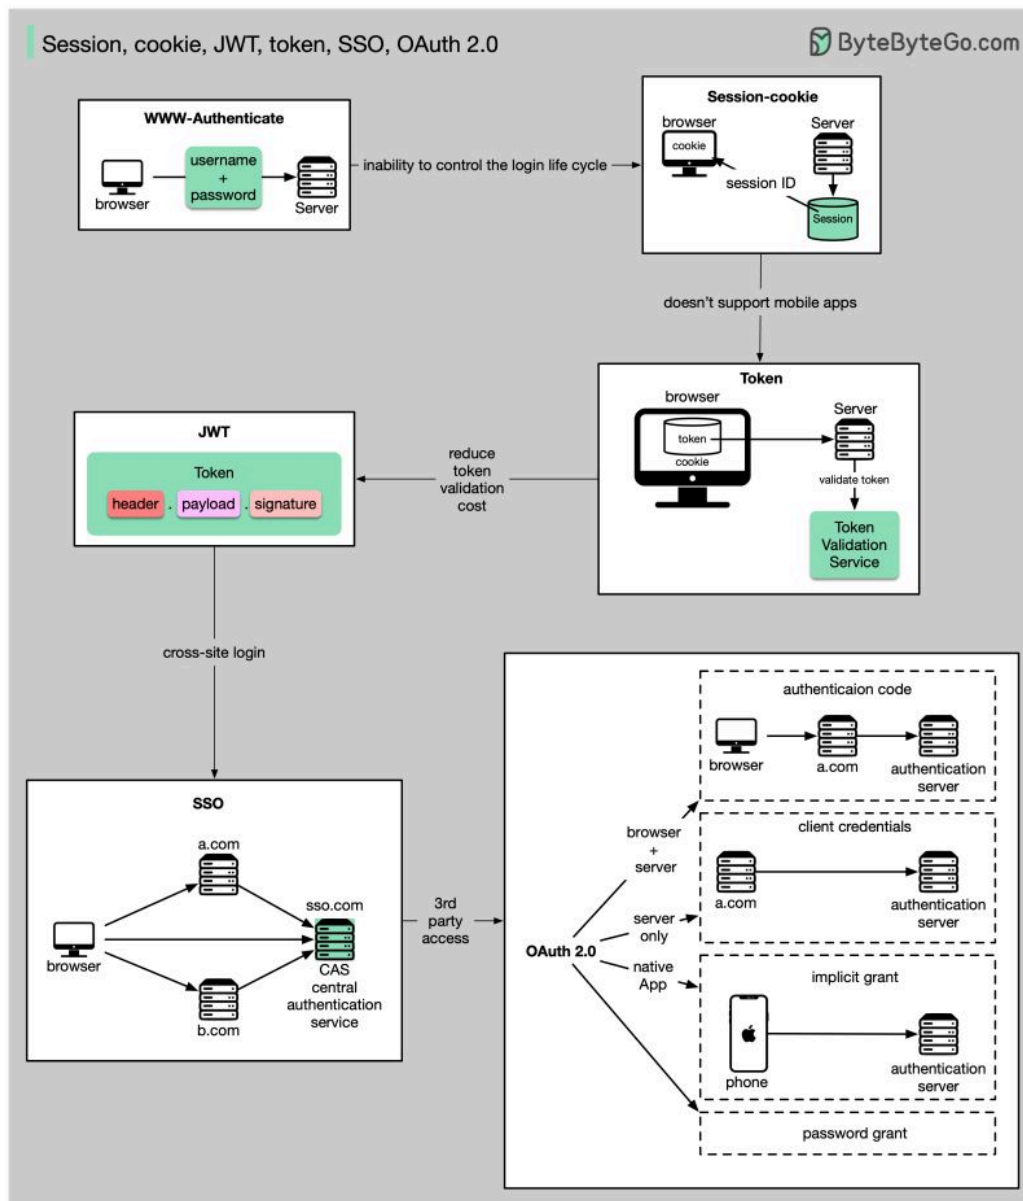 Session, cookie, JWT, token, SSO, OAuth 2.0
ByteByteGo.com
WWW-Authenticate
browser
username
+
password
Server
inability to control the login life cycle
Session-cookie
browser
cookie
Server
session ID
Session
doesn't support mobile apps
Token
browser
token
cookie
Server
validate token
Token
Validation
Service
reduce
token
validation
cost
JWT
Token
header . payload . signature
cross-site login
SSO
browser
a.com
b.com
sso.com
CAS
central
authentication
service
3rd
party
access
OAuth 2.0
browser
+
server
authenticaion code
browser
a.com
authentication
server
server
only
client credentials
a.com
authentication
server
native
App
implicit grant
phone
authentication
server
password grant